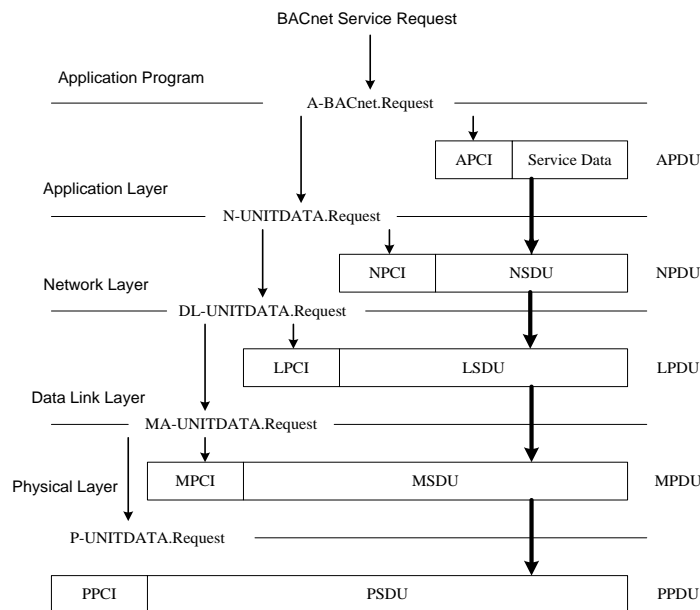 BACnet Service Request
Application Program
A-BACnet.Request
APCI Service Data APDU
Application Layer
N-UNITDATA.Request
NPCI NSDU NPDU
Network Layer
DL-UNITDATA.Request
LPCI LSDU LPDU
Data Link Layer
MA-UNITDATA.Request
MPCI MSDU MPDU
Physical Layer
P-UNITDATA.Request
PPCI PSDU PPDU